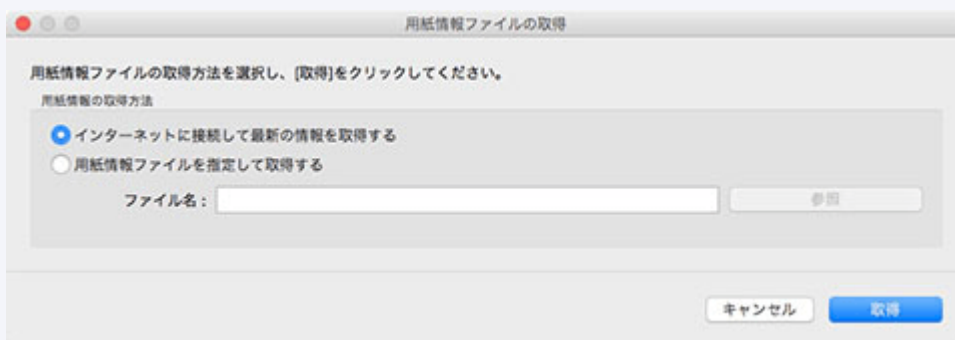 用紙情報ファイルの取得
用紙情報ファイルの取得方法を選択し、[取得]をクリックしてください。
用紙情報の取得方法
インターネットに接続して最新の情報を取得する
用紙情報ファイルを指定して取得する
ファイル名： 参照
キャンセル 取得